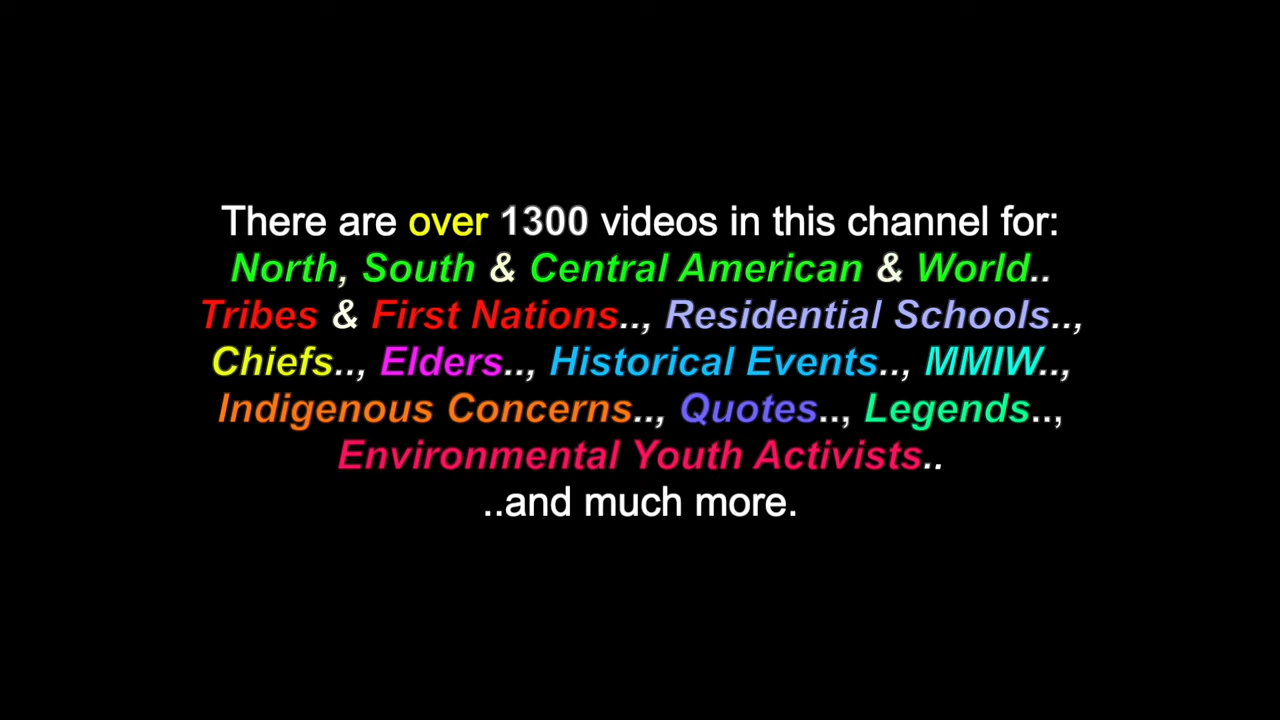 There are over 1300 videos in this channel for:
North, South & Central American & World..
Tribes & First Nations.., Residential Schools..,
Chiefs.., Elders.., Historical Events.., MMIW..,
Indigenous Concerns.., Quotes.., Legends..,
Environmental Youth Activists..
..and much more.